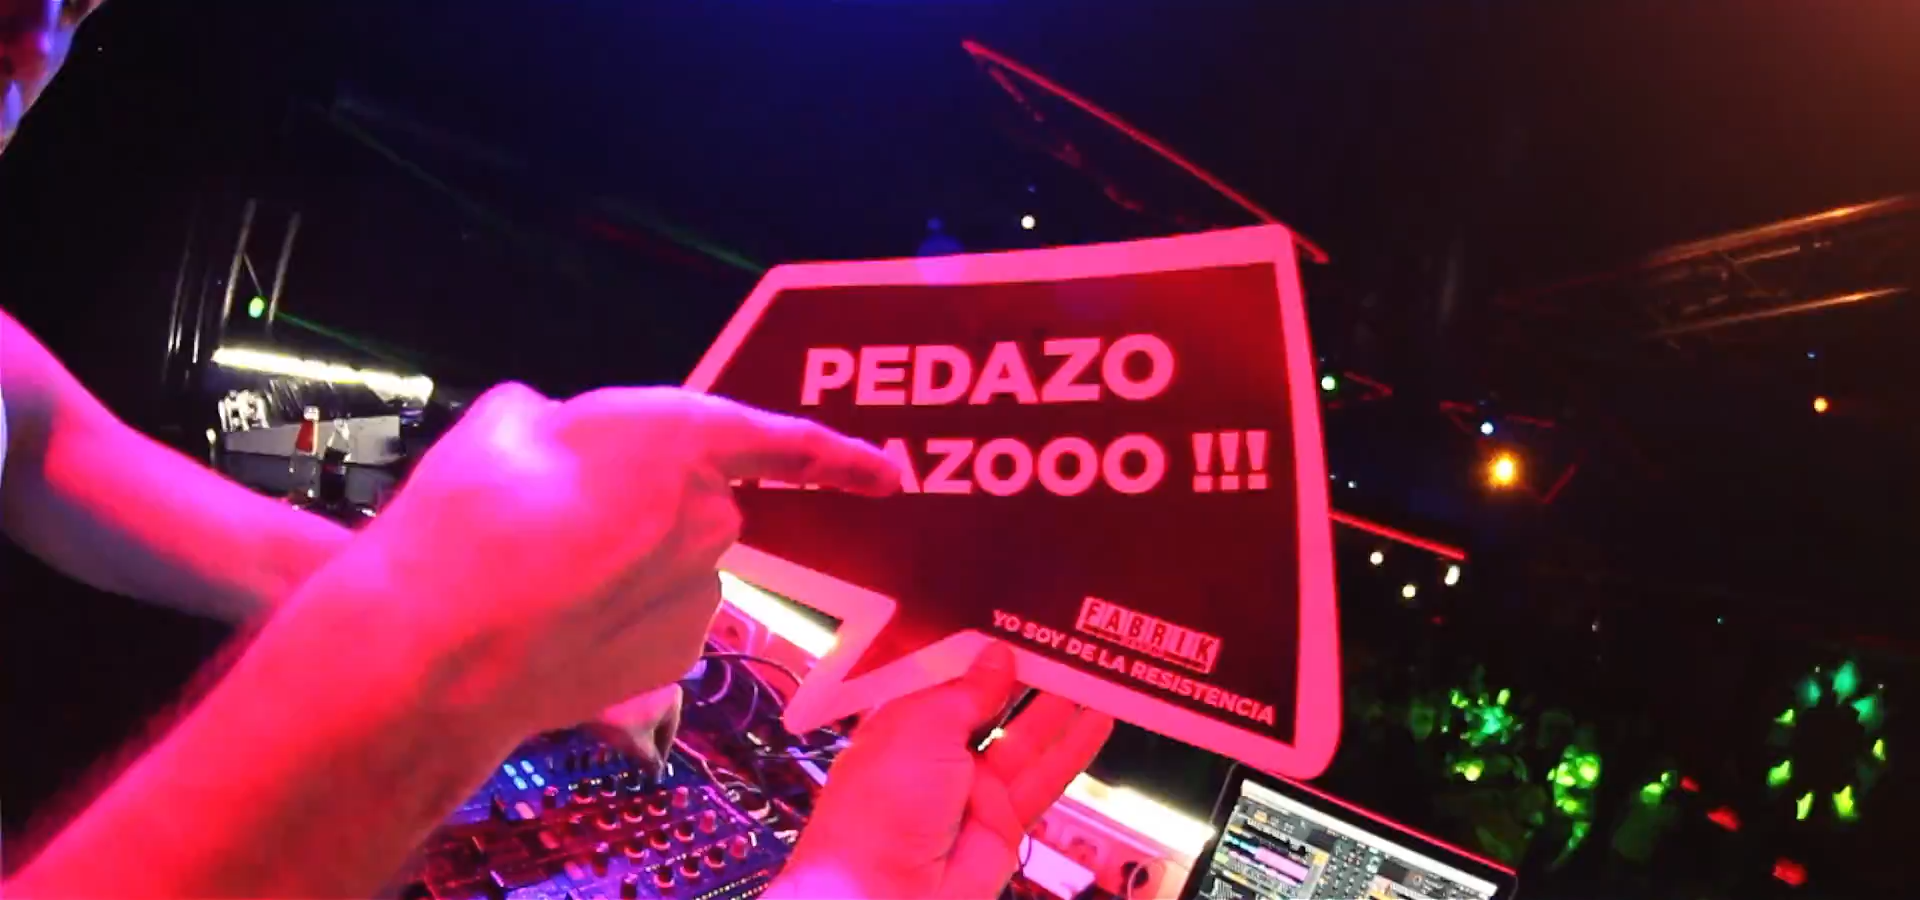 PEDAZO
AZOOO !!!
FABRIK
YO SOY DE LA RESISTENCIA